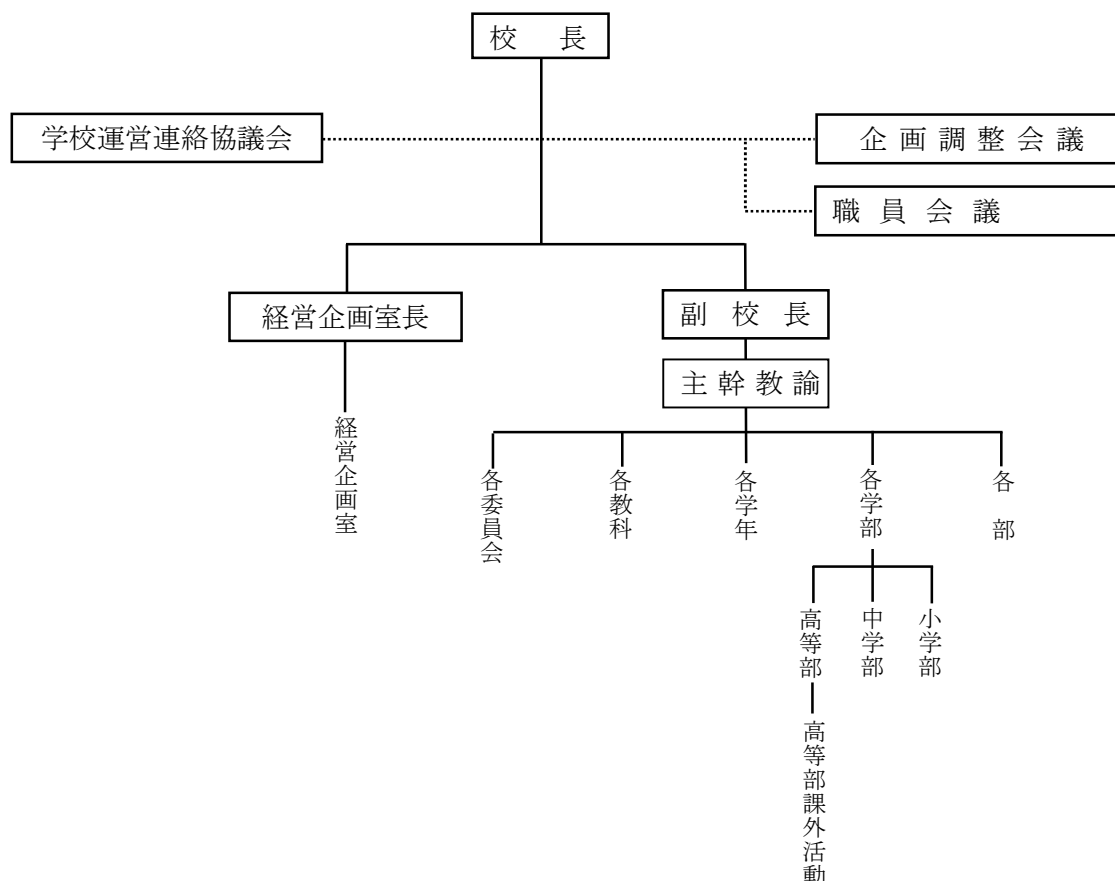 校 長
学校運営連絡協議会
企画調整会議
職員会議
経営企画室長
副校長
主幹教諭
経営企画室
各委員会
各教科
各学年
各学部
各 部
高等部
中学部
小学部
高等部課外活動